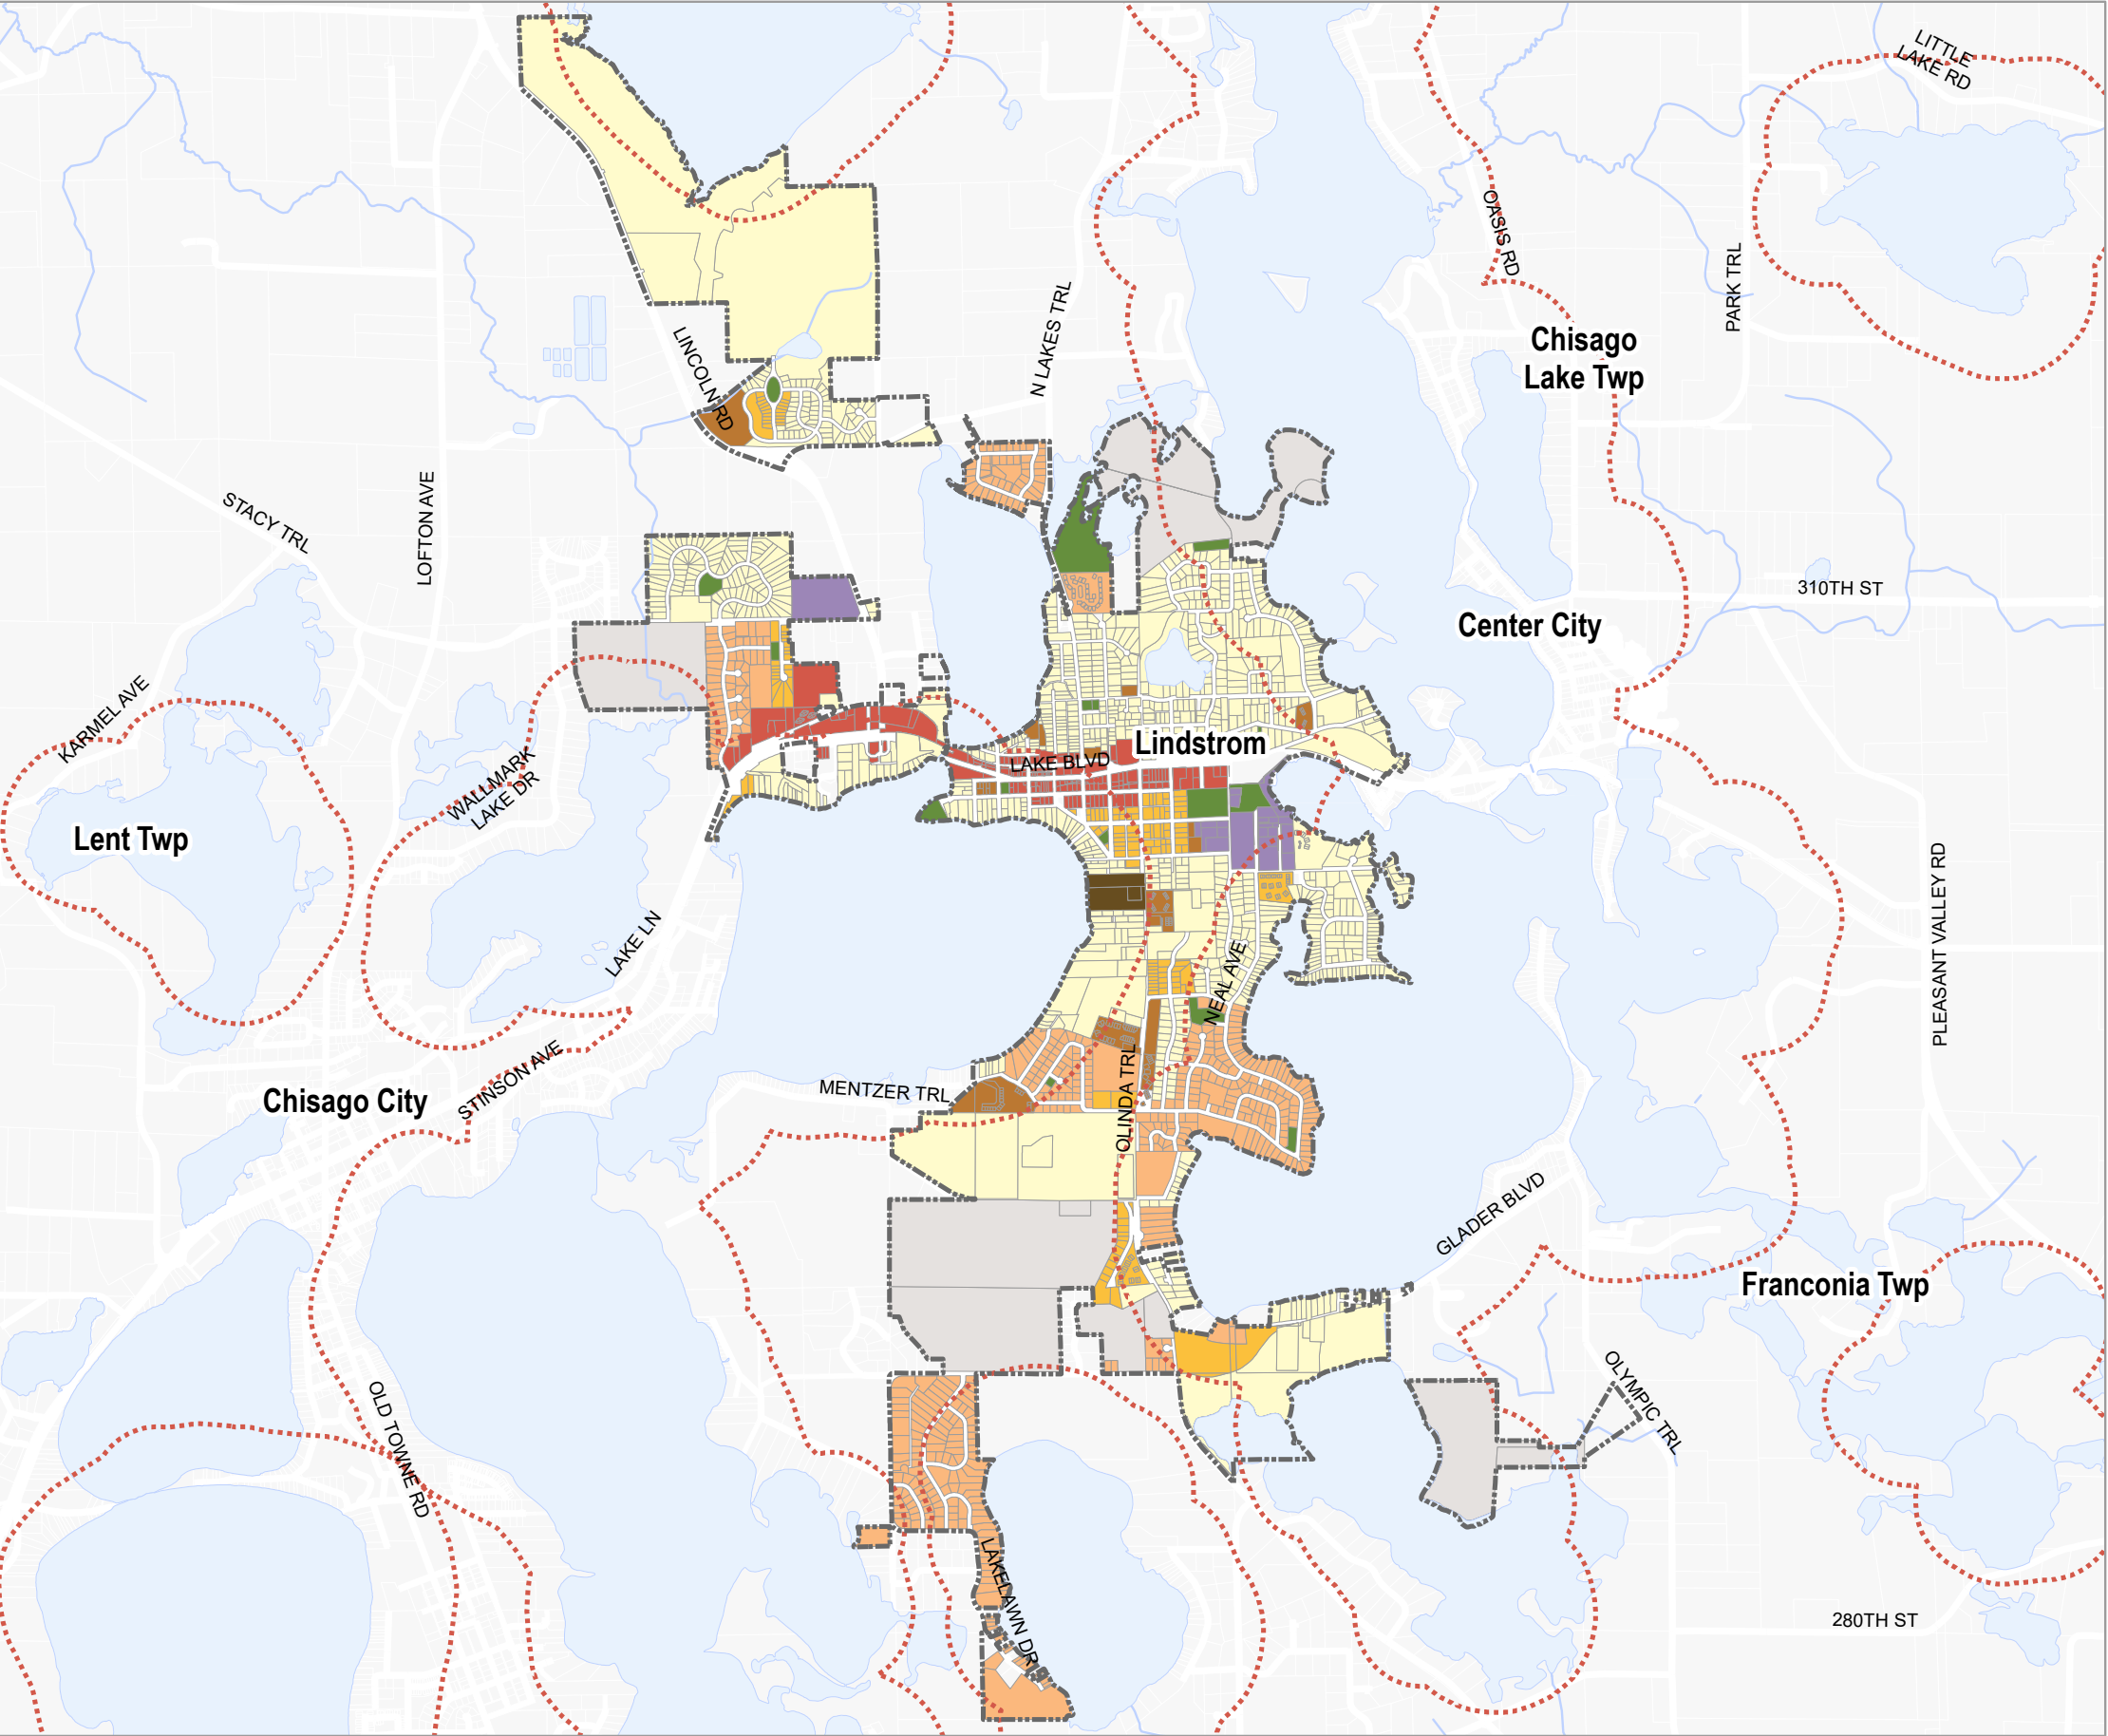 LITTLE
LAKE RD
OASIS RD
PARK TRL
N LAKES TRL
LINCOLN RD
Chisago
Lake Twp
STACY TRL
LOFTON AVE
310TH ST
Center City
KARMEL AVE
Lindstrom
LAKE BLVD
WALLMARK
LAKE DR
Lent Twp
PLEASANT VALLEY RD
LAKE LN
NEAL AVE
STINSON AVE
Chisago City
MENTZER TRL
OLINDA TRL
GLADER BLVD
Franconia Twp
OLYMPIC TRL
OLD TOWNE RD
LAKELAWN DR
280TH ST